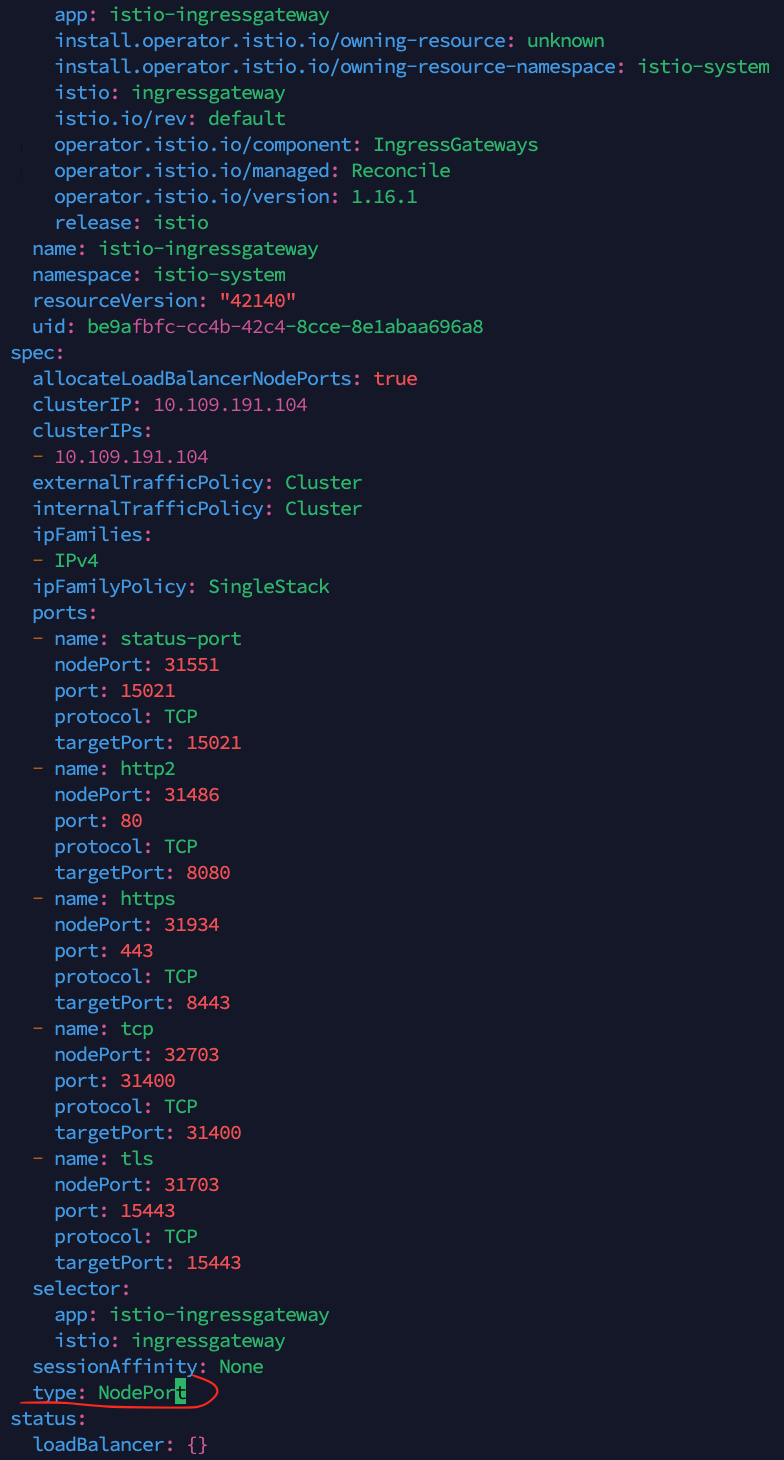 app: istio-ingressgateway
    install.operator.istio.io/owning-resource: unknown
    install.operator.istio.io/owning-resource-namespace: istio-system
    istio: ingressgateway
    istio.io/rev: default
    operator.istio.io/component: IngressGateways
    operator.istio.io/managed: Reconcile
    operator.istio.io/version: 1.16.1
    release: istio
  name: istio-ingressgateway
  namespace: istio-system
  resourceVersion: "42140"
  uid: be9afbfc-cc4b-42c4-8cce-8e1abaa696a8
spec:
  allocateLoadBalancerNodePorts: true
  clusterIP: 10.109.191.104
  clusterIPs:
  - 10.109.191.104
  externalTrafficPolicy: Cluster
  internalTrafficPolicy: Cluster
  ipFamilies:
  - IPv4
  ipFamilyPolicy: SingleStack
  ports:
  - name: status-port
    nodePort: 31551
    port: 15021
    protocol: TCP
    targetPort: 15021
  - name: http2
    nodePort: 31486
    port: 80
    protocol: TCP
    targetPort: 8080
  - name: https
    nodePort: 31934
    port: 443
    protocol: TCP
    targetPort: 8443
  - name: tcp
    nodePort: 32703
    port: 31400
    protocol: TCP
    targetPort: 31400
  - name: tls
    nodePort: 31703
    port: 15443
    protocol: TCP
    targetPort: 15443
  selector:
    app: istio-ingressgateway
    istio: ingressgateway
  sessionAffinity: None
  type: NodePort
status:
  loadBalancer: {}